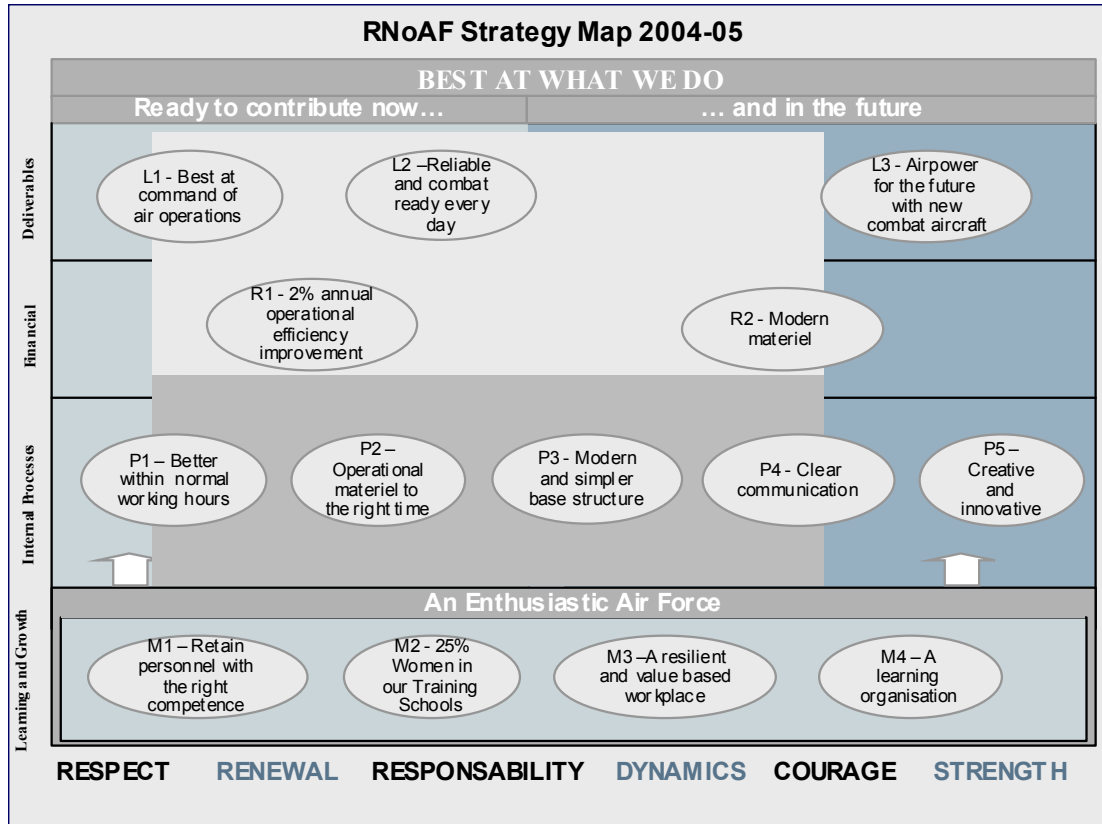 RNoAF Strategy Map 2004-05
BEST AT WHAT WE DO
Ready to contribute now…
… and in the future
Deliverables
L1 - Best at
command of
air operations
L2 –Reliable
and combat
ready every
day
L3 - Airpower
for the future
with new
combat aircraft
Financial
R1 - 2% annual
operational
efficiency
improvement
R2 - Modern
materiel
Internal Processes
P1 – Better
within normal
working hours
P2 –
Operational
materiel to
the right time
P3 - Modern
and simpler
base structure
P4 - Clear
communication
P5 –
Creative
and
innovative
Learning and Growth
An Enthusiastic Air Force
M1 – Retain
personnel with
the right
competence
M2 - 25%
Women in
our Training
Schools
M3 –A resilient
and value based
workplace
M4 – A
learning
organisation
RESPECT RENEWAL RESPONSABILITY DYNAMICS COURAGE STRENGTH